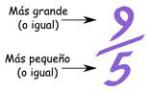 Más grande
(o igual)
9
5
Más pequeño
(o igual)